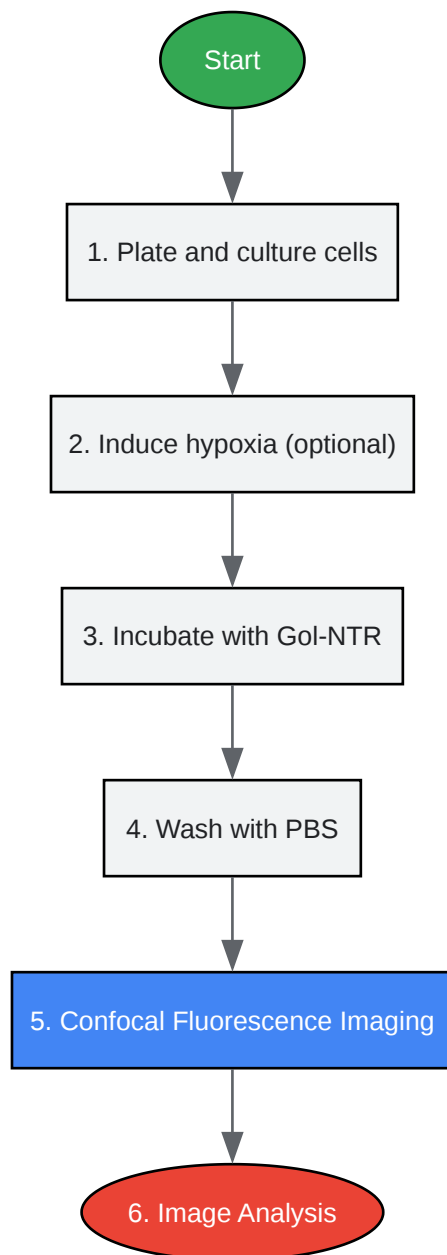 Start
1. Plate and culture cells
2. Induce hypoxia (optional)
3. Incubate with Gol-NTR
4. Wash with PBS
5. Confocal Fluorescence Imaging
6. Image Analysis